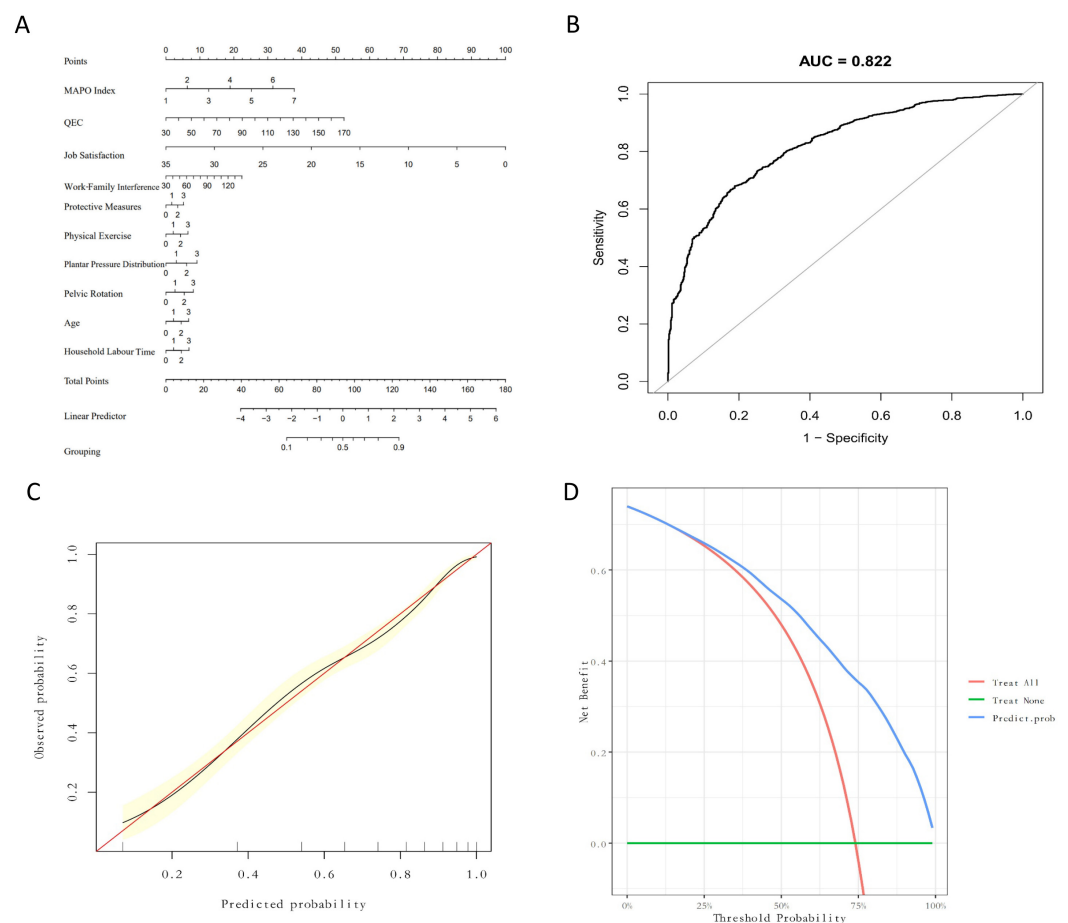 A
0 10 20 30 40 50 60 70 80 90 100
Points
2 4 6
MAPO Index
1 3 5 7
QEC
30 50 70 90 110 130 150 170
Job Satisfaction
35 30 25 20 15 10 5 0
Work-Family Interference 30 60 90 120
1 3
Protective Measures
0 2
1 3
Physical Exercise
0 2
1 3
Plantar Pressure Distribution
0 2
1 3
Pelvic Rotation
0 2
1 3
Age
0 2
1 3
Household Labour Time
0 2
Total Points
0 20 40 60 80 100 120 140 160 180
Linear Predictor
−4 −3 −2 −1 0 1 2 3 4 5 6
Grouping
0.1 0.5 0.9
B
AUC = 0.822
Sensitivity
1.0
0.8
0.6
0.4
0.2
0.0
0.0 0.2 0.4 0.6 0.8 1.0
1 − Specificity
C
Observed probability
1.0
0.8
0.6
0.4
0.2
0.2 0.4 0.6 0.8 1.0
Predicted probability
D
Net Benefit
0.6
0.4
0.2
0.0
0% 25% 50% 75% 100%
Threshold Probability
Treat All
Treat None
Predict.prob